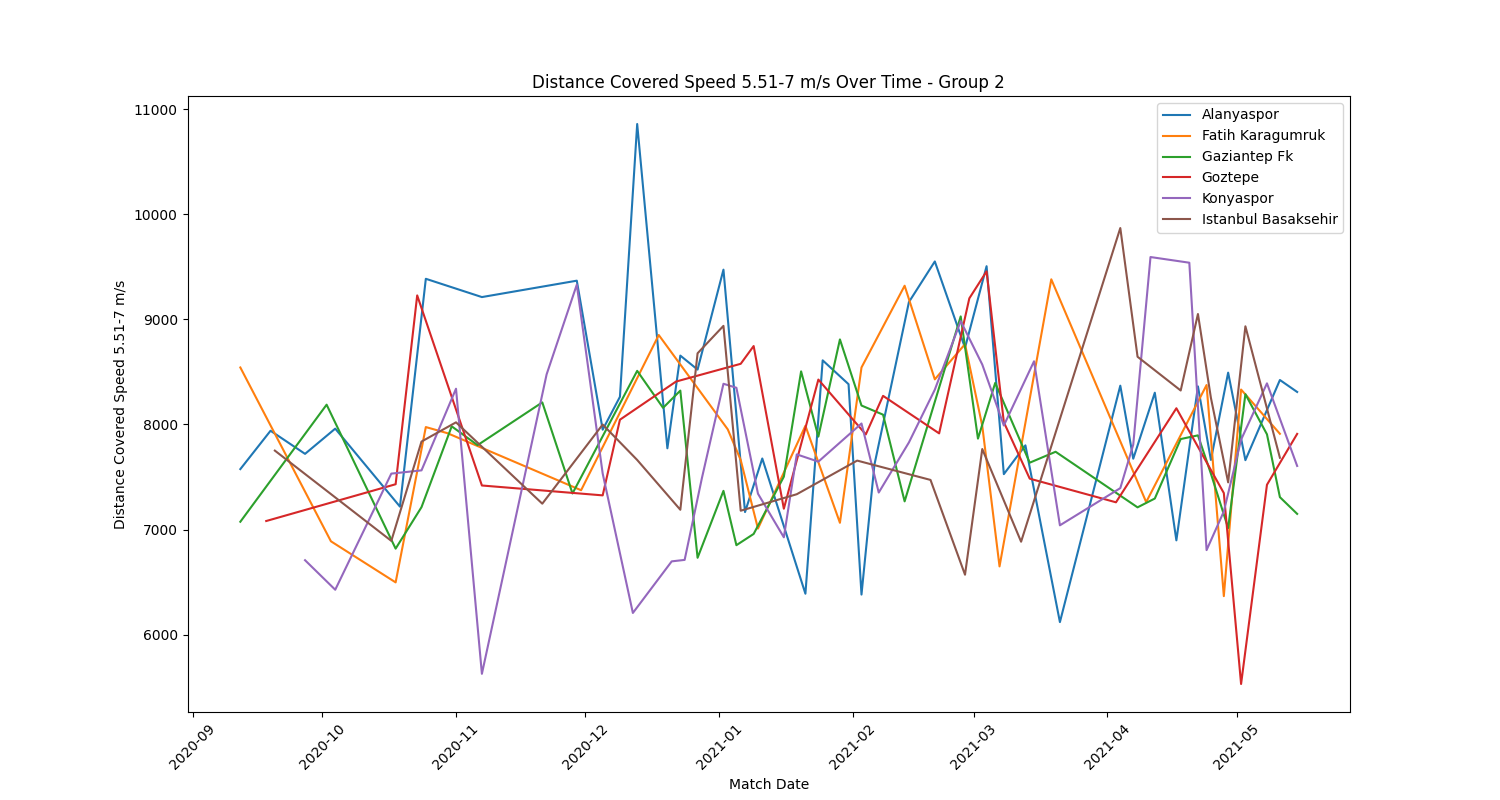 Distance Covered Speed 5.51-7 m/s Over Time - Group 2
Alanyaspor
Fatih Karagumruk
Gaziantep Fk
Goztepe
Konyaspor
Istanbul Basaksehir
Distance Covered Speed 5.51-7 m/s
11000
10000
9000
8000
7000
6000
2020-09
2020-10
2020-11
2020-12
2021-01
2021-02
2021-03
2021-04
2021-05
Match Date